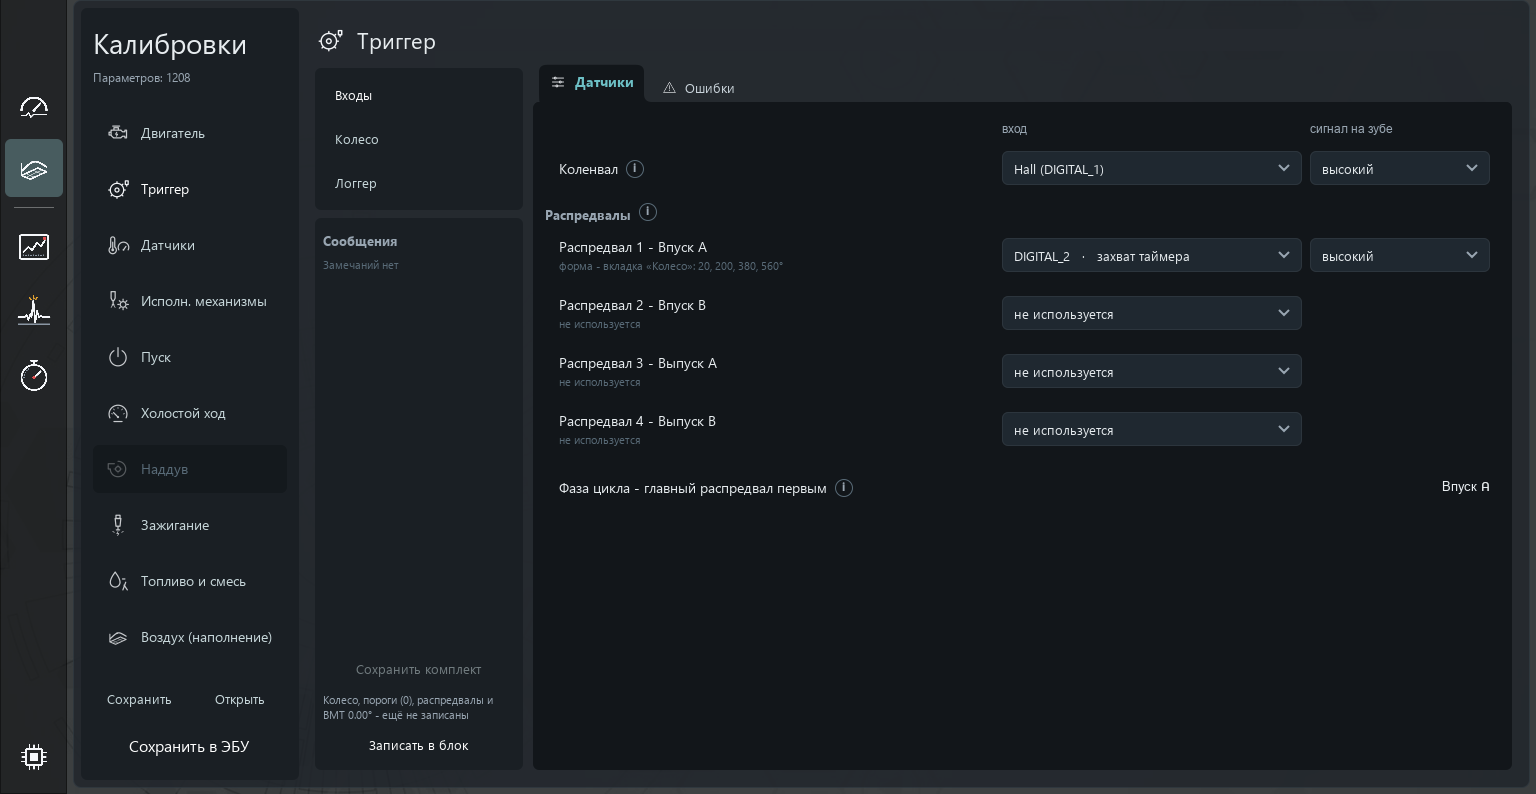 Калибровки
Параметров: 1208
Двигатель
Триггер
Датчики
Исполн. механизмы
Пуск
Холостой ход
Наддув
Зажигание
Топливо и смесь
Воздух (наполнение)
Сохранить
Открыть
Сохранить в ЭБУ
Триггер
Входы
Колесо
Логгер
Сообщения
Замечаний нет
Сохранить комплект
Колесо, пороги (0), распредвалы и
ВМТ 0.00° - ещё не записаны
Записать в блок
Датчики
Ошибки
вход
сигнал на зубе
Коленвал
Hall (DIGITAL_1)
высокий
Распредвалы
Распредвал 1 - Впуск A
форма - вкладка «Колесо»: 20, 200, 380, 560°
DIGITAL_2 · захват таймера
высокий
Распредвал 2 - Впуск B
не используется
не используется
Распредвал 3 - Выпуск A
не используется
не используется
Распредвал 4 - Выпуск B
не используется
не используется
Фаза цикла - главный распредвал первым
Впуск A